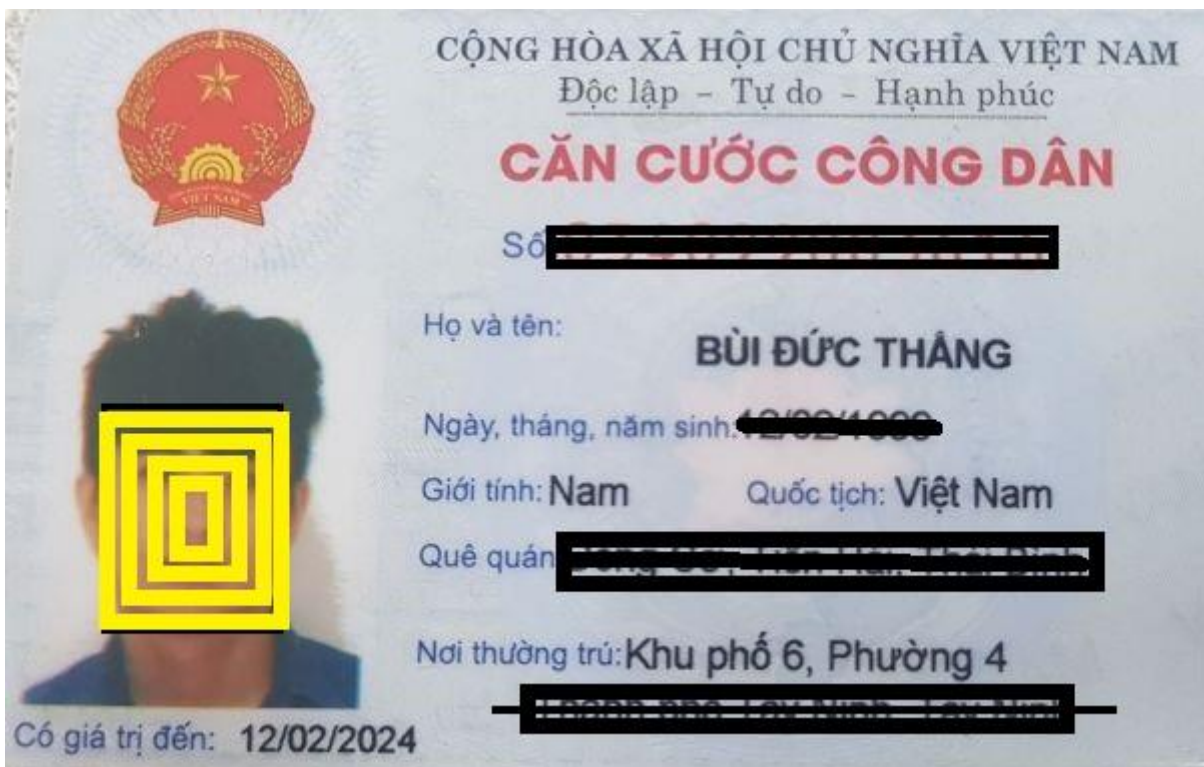 CỘNG HÒA XÃ HỘI CHỦ NGHĨA VIỆT NAM
Độc lập - Tự do - Hạnh phúc
CĂN CƯỚC CÔNG DÂN
VIỆT NAM
Số
Họ và tên:
BÙI ĐỨC THẮNG
Ngày, tháng, năm sinh:
Giới tính: Nam Quốc tịch: Việt Nam
Quê quán
Nơi thường trú: Khu phố 6, Phường 4
Có giá trị đến: 12/02/2024